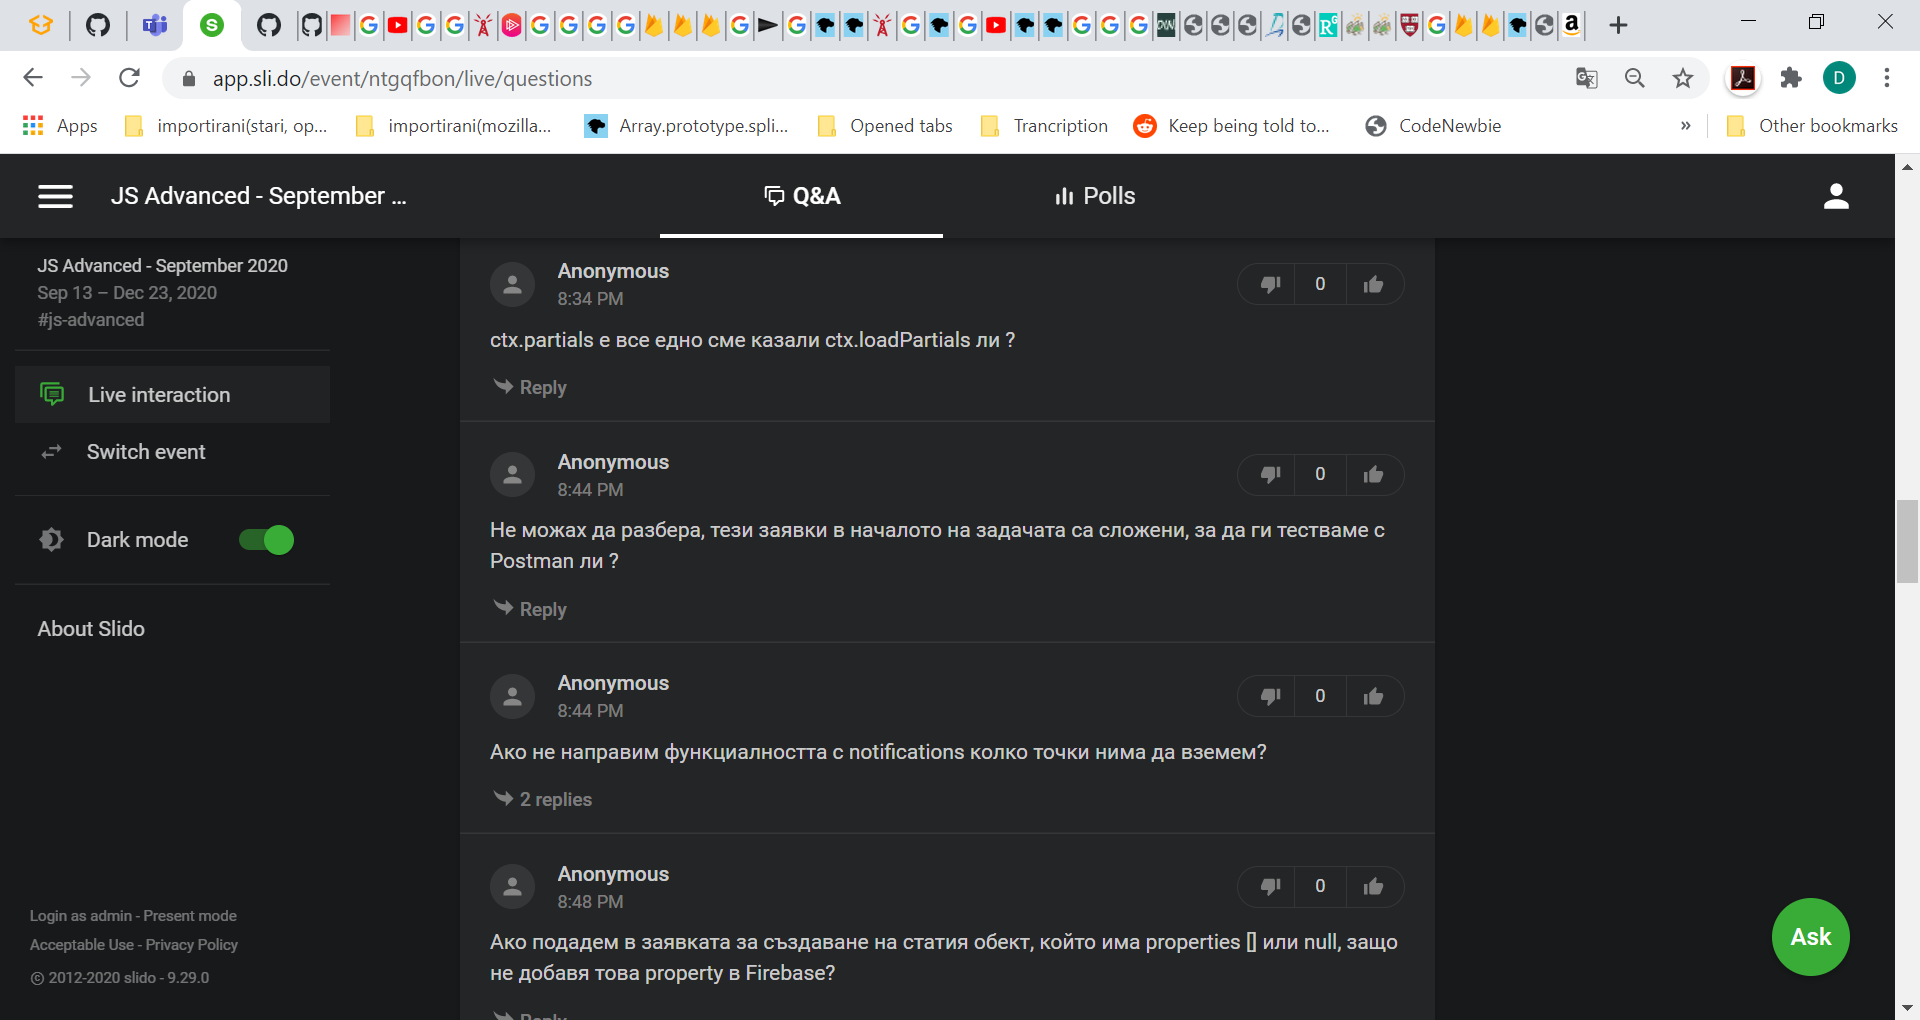 app.sli.do/event/ntgqfbon/live/questions
D
Apps
importirani(stari, op...
importirani(mozilla...
Array.prototype.spli...
Opened tabs
Trancription
Keep being told to...
CodeNewbie
»
Other bookmarks
JS Advanced - September ...
Q&A
Polls
JS Advanced - September 2020
Sep 13 – Dec 23, 2020
#js-advanced
Live interaction
Switch event
Dark mode
About Slido
Login as admin - Present mode
Acceptable Use - Privacy Policy
© 2012-2020 slido - 9.29.0
Anonymous
8:34 PM
0
ctx.partials е все едно сме казали ctx.loadPartials ли ?
Reply
Anonymous
8:44 PM
0
Не можах да разбера, тези заявки в началото на задачата са сложени, за да ги тестваме с
Postman ли ?
Reply
Anonymous
8:44 PM
0
Ако не направим функциалността с notifications колко точки нима да вземем?
2 replies
Anonymous
8:48 PM
0
Ако подадем в заявката за създаване на статия обект, който има properties [] или null, защо
не добавя това property в Firebase?
Reply
Ask